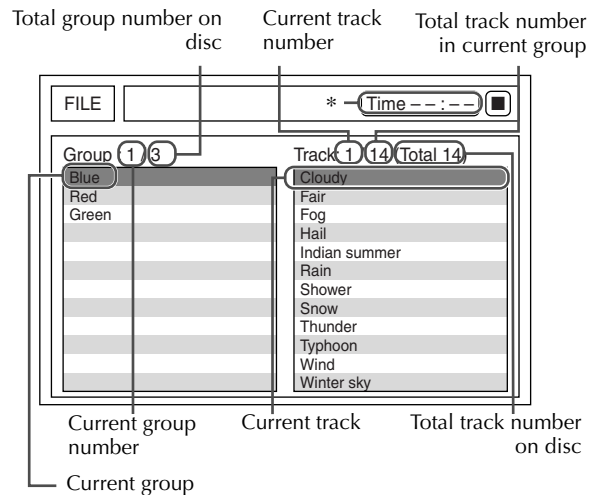 Total group number on
disc
Current track
number
Total track number
in current group
FILE
* Time – – : – –
Group 1 / 3
Track 1 / 14 (Total 14)
Blue
Red
Green
Cloudy
Fair
Fog
Hail
Indian summer
Rain
Shower
Snow
Thunder
Typhoon
Wind
Winter sky
Current group
number
Current track
Total track number
on disc
Current group